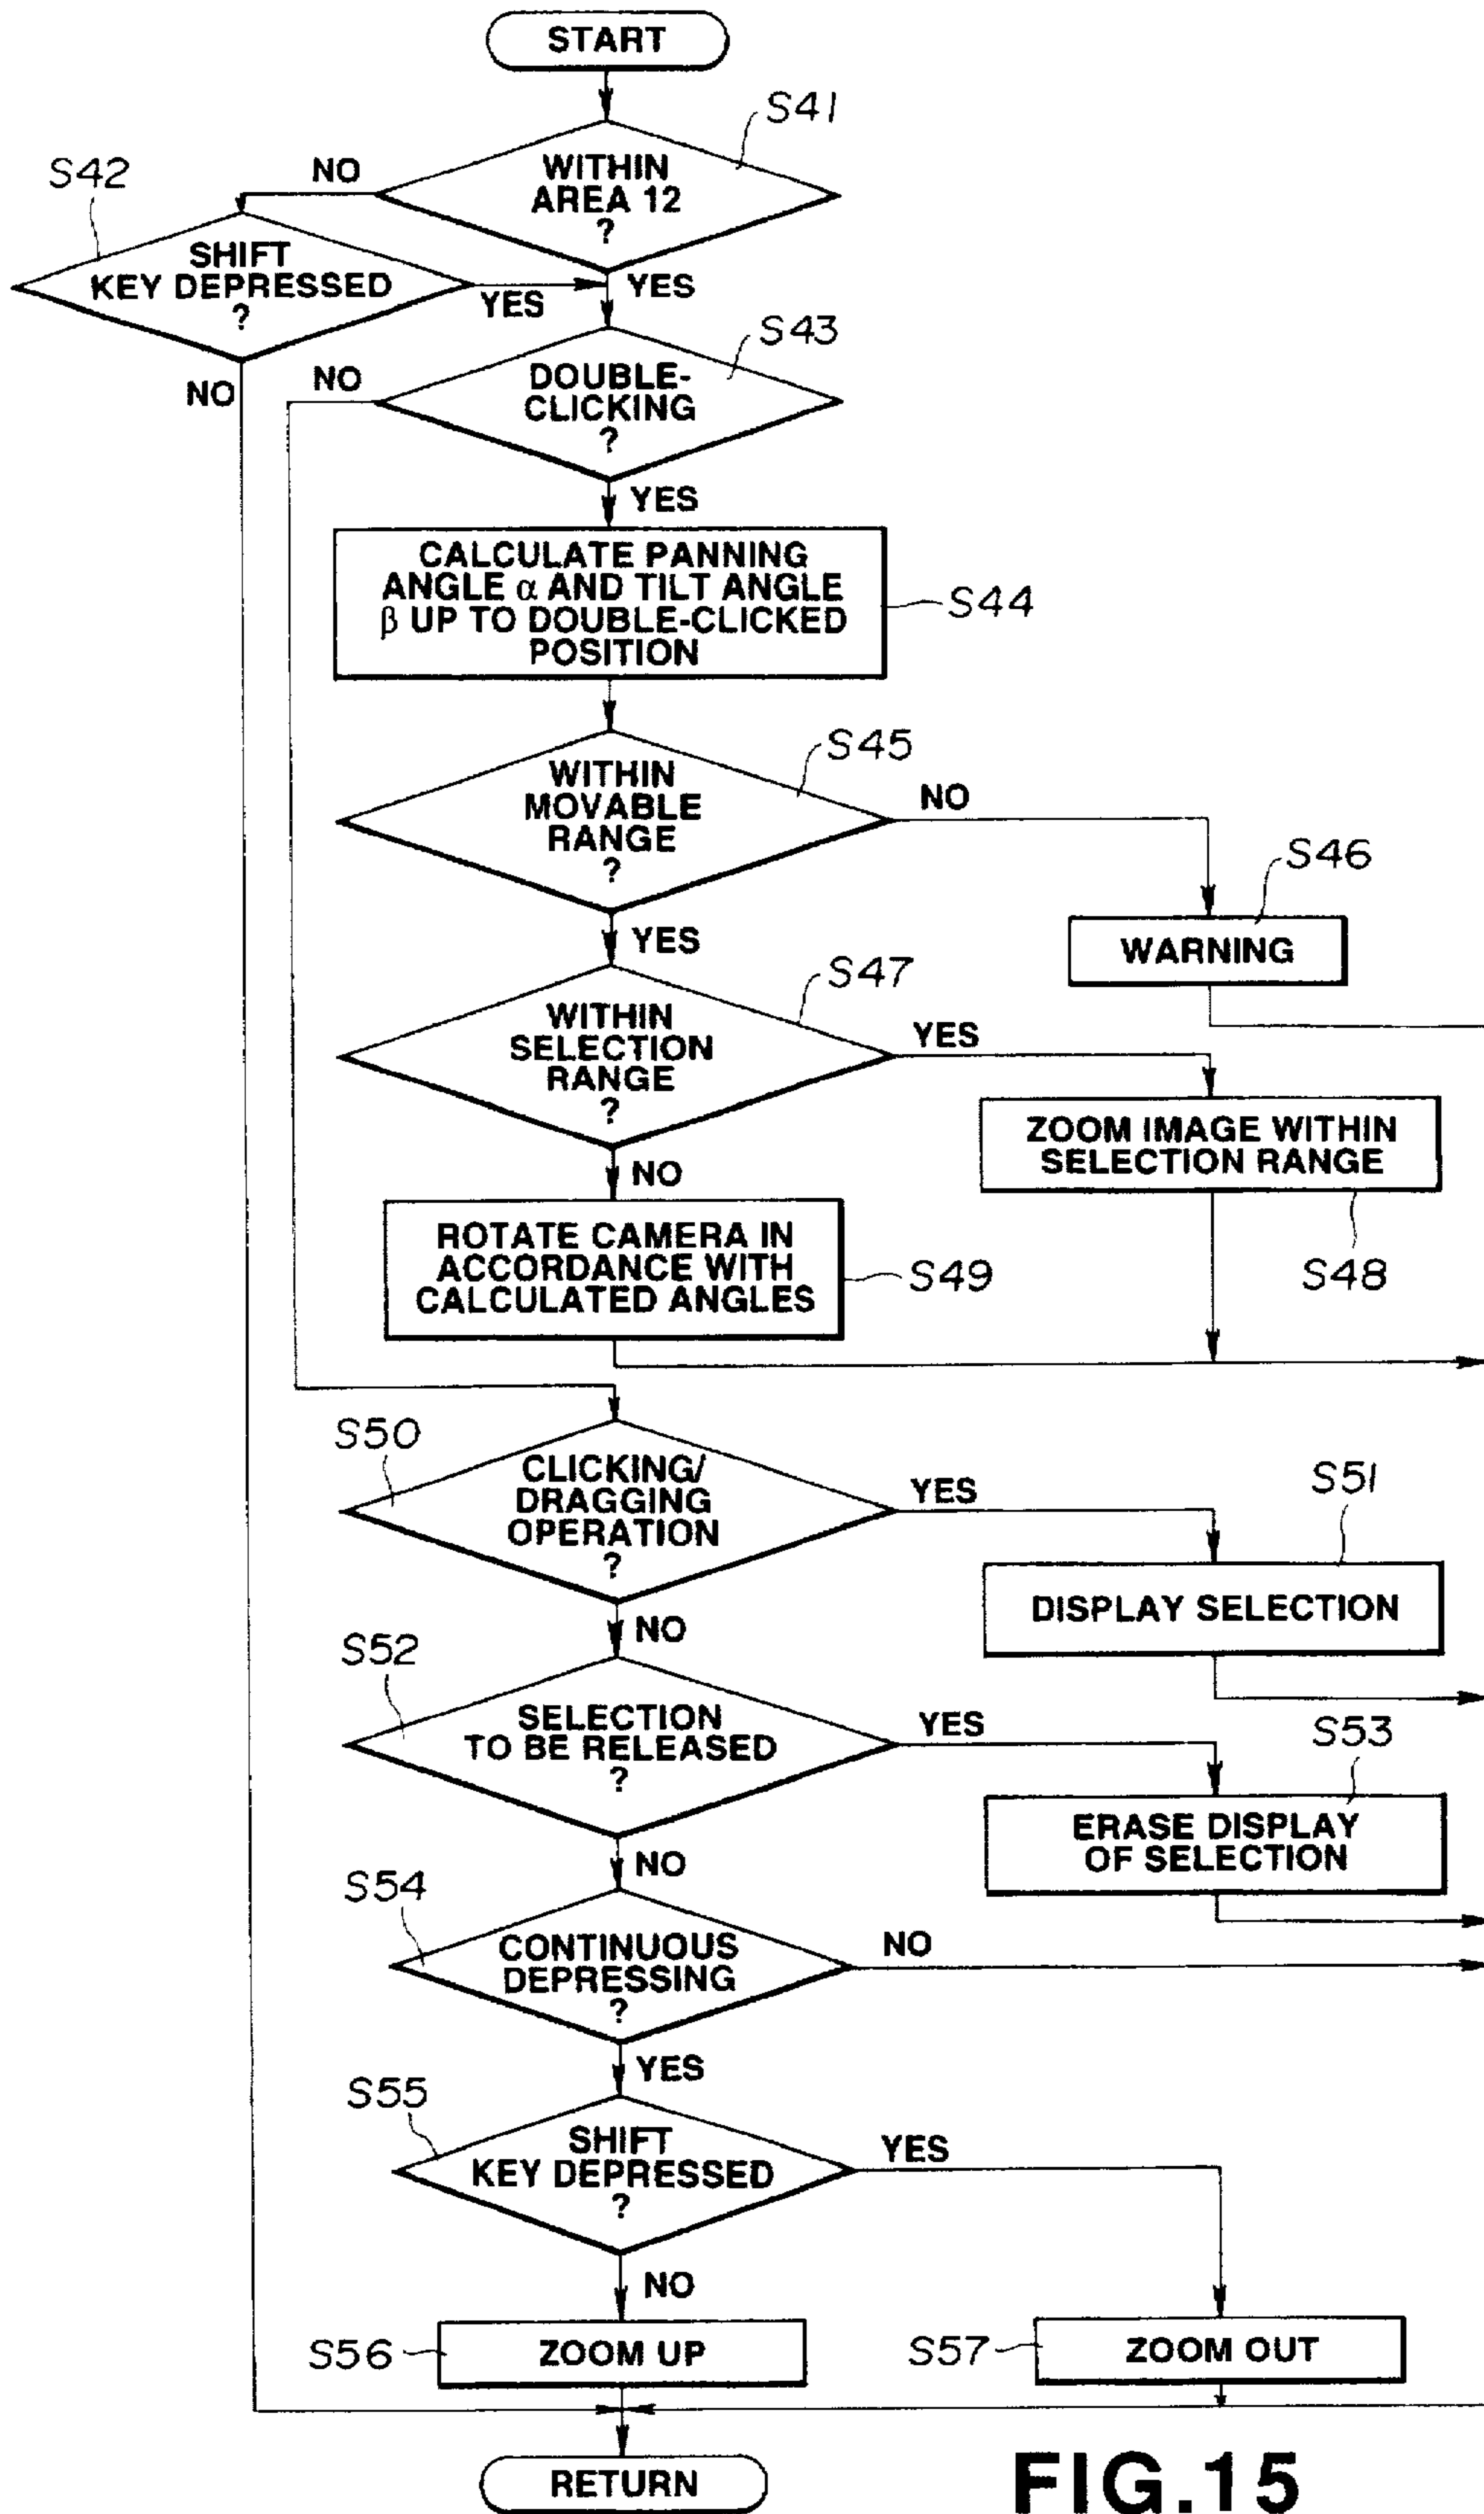 START
S41
WITHIN
AREA 12
?
NO
S42
SHIFT
KEY DEPRESSED
?
YES
YES
NO
S43
DOUBLE-
CLICKING
?
NO
YES
CALCULATE PANNING
ANGLE α AND TILT ANGLE
β UP TO DOUBLE-CLICKED
POSITION
S44
S45
WITHIN
MOVABLE
RANGE
?
NO
S46
WARNING
YES
S47
WITHIN
SELECTION
RANGE
?
YES
ZOOM IMAGE WITHIN
SELECTION RANGE
S48
NO
ROTATE CAMERA IN
ACCORDANCE WITH
CALCULATED ANGLES
S49
S50
CLICKING/
DRAGGING
OPERATION
?
YES
S51
DISPLAY SELECTION
NO
S52
SELECTION
TO BE RELEASED
?
YES
S53
ERASE DISPLAY
OF SELECTION
NO
S54
CONTINUOUS
DEPRESSING
?
NO
YES
S55
SHIFT
KEY DEPRESSED
?
YES
NO
S56
ZOOM UP
S57
ZOOM OUT
RETURN
FIG.15